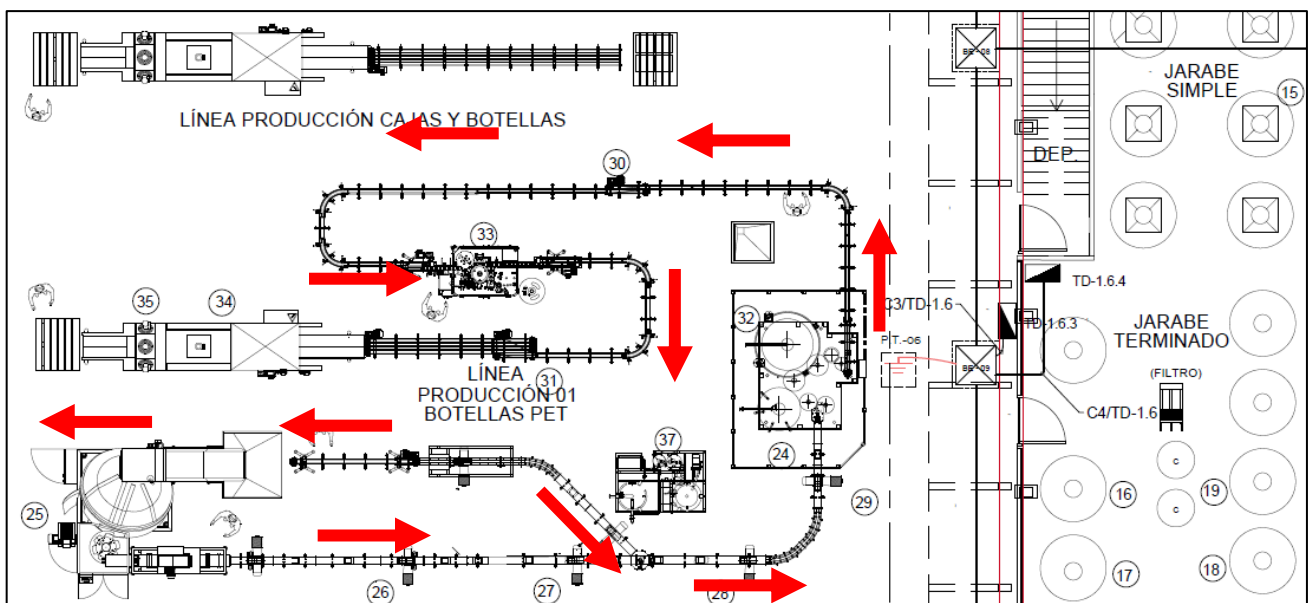 BE-08
JARABE
SIMPLE
15
LÍNEA PRODUCCIÓN CAJAS Y BOTELLAS
DEP.
30
33
TD-1.6.4
35
34
32
C3/TD-1.6
TD-1.6.3
JARABE
TERMINADO
P.T.-06
BE-09
(FILTRO)
LÍNEA
31
PRODUCCIÓN 01
BOTELLAS PET
C4/TD-1.6
37
24
C
29
16
19
C
25
17
18
26
27
28